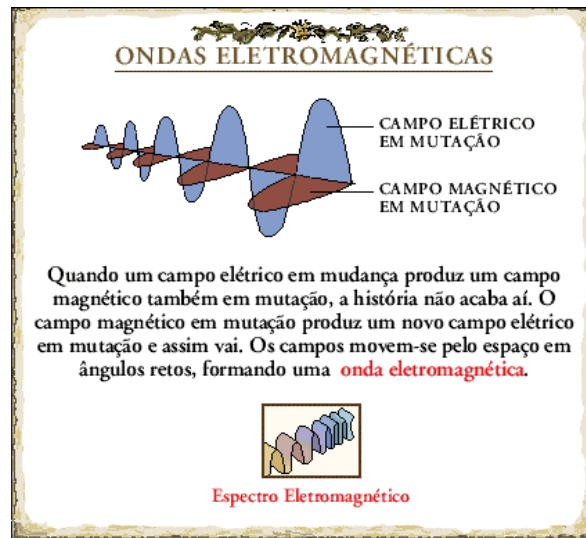 ONDAS ELETROMAGNÉTICAS
CAMPO ELÉTRICO
EM MUTAÇÃO
CAMPO MAGNÉTICO
EM MUTAÇÃO
Quando um campo elétrico em mudança produz um campo
magnético também em mutação, a história não acaba aí. O
campo magnético em mutação produz um novo campo elétrico
em mutação e assim vai. Os campos movem-se pelo espaço em
ângulos retos, formando uma onda eletromagnética.
Espectro Eletromagnético